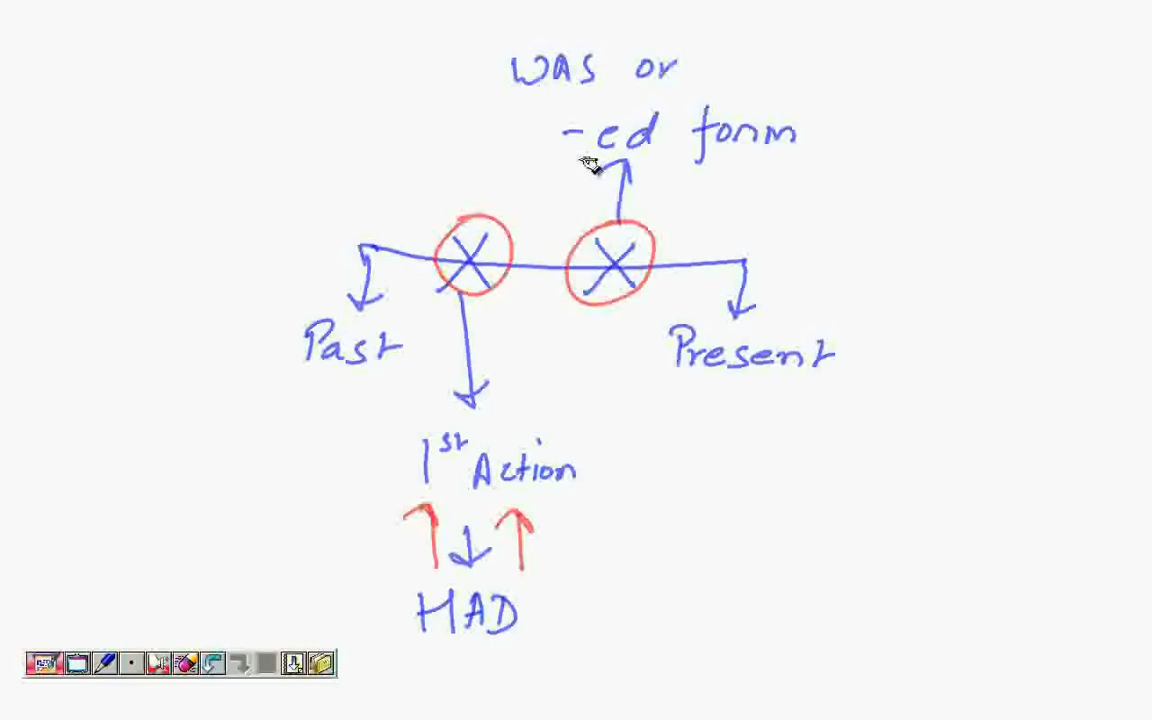 WAS or
-ed form
Past
Present
1st Action
HAD